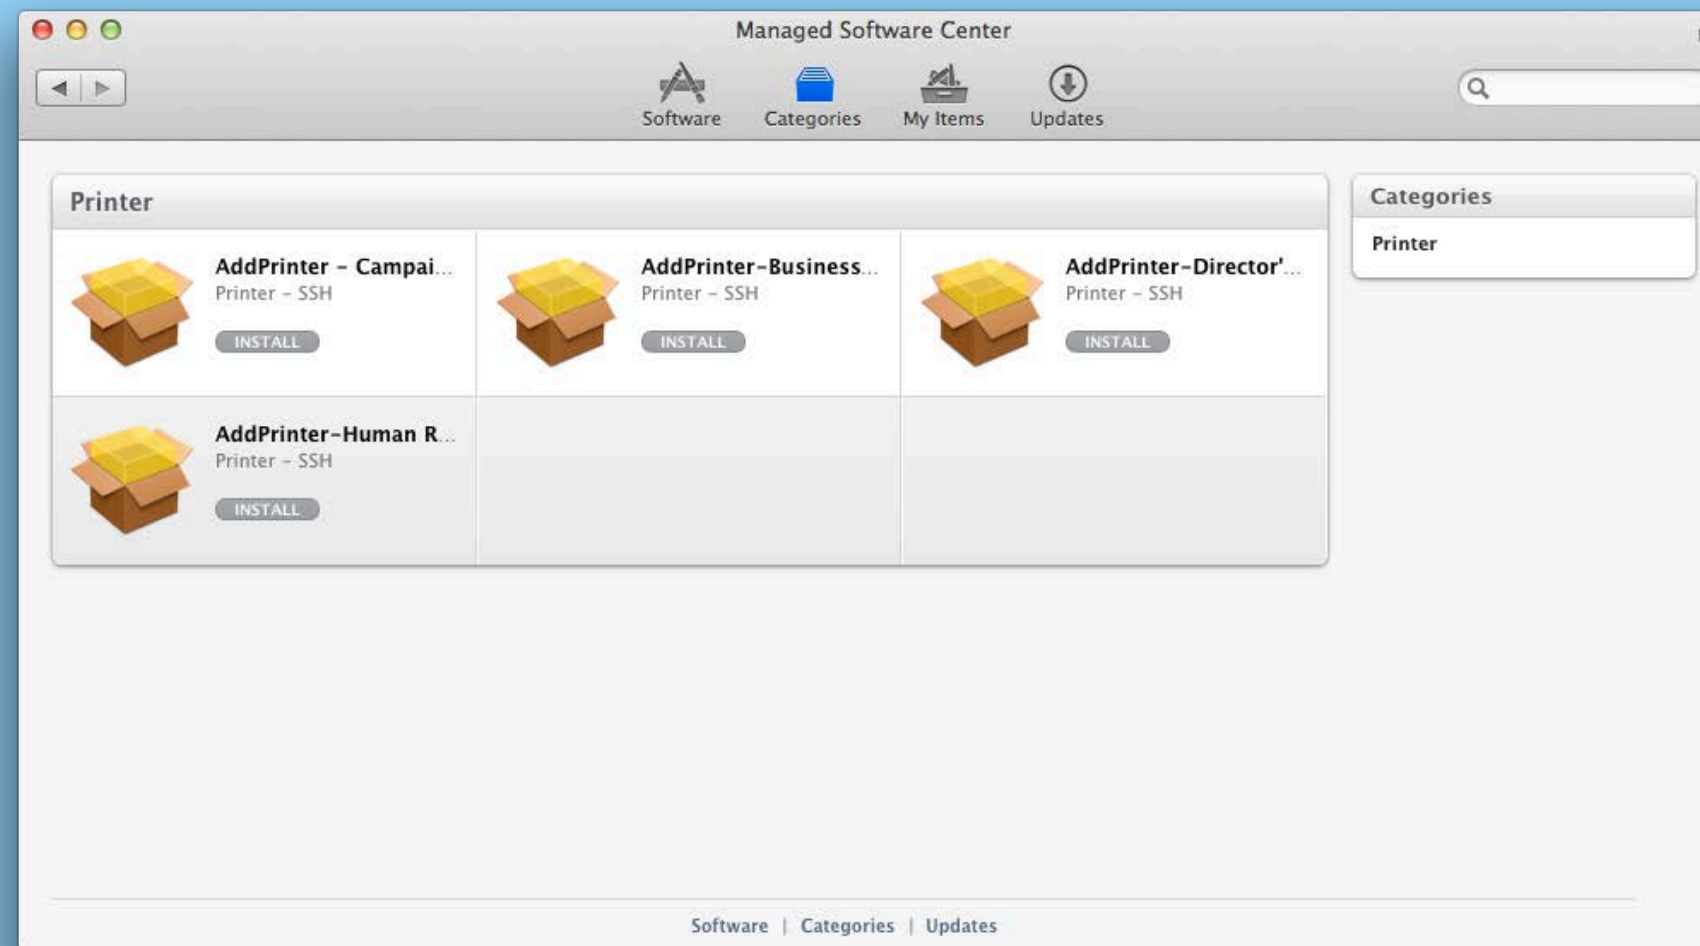 Managed Software Center
Software Categories My Items Updates
Printer
AddPrinter – Campai...
Printer – SSH
INSTALL
AddPrinter–Business...
Printer – SSH
INSTALL
AddPrinter–Director'...
Printer – SSH
INSTALL
AddPrinter–Human R...
Printer – SSH
INSTALL
Categories
Printer
Software | Categories | Updates